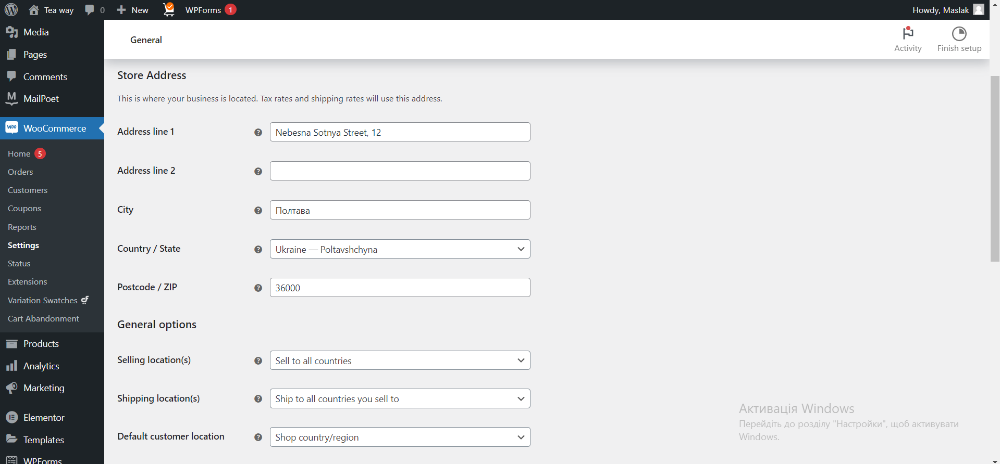 Tea way 0 New WPForms 1 Howdy, Maslak
Media
Pages
Comments
MailPoet
WooCommerce
Home 5
Orders
Customers
Coupons
Reports
Settings
Status
Extensions
Variation Swatches
Cart Abandonment
Products
Analytics
Marketing
Elementor
Templates
WPForms
General
Activity Finish setup
Store Address
This is where your business is located. Tax rates and shipping rates will use this address.
Address line 1 ? Nebesna Sotnya Street, 12
Address line 2 ?
City ? Полтава
Country / State ? Ukraine — Poltavshchyna
Postcode / ZIP ? 36000
General options
Selling location(s) ? Sell to all countries
Shipping location(s) ? Ship to all countries you sell to
Default customer location ? Shop country/region
Активація Windows
Перейдіть до розділу "Настройки", щоб активувати
Windows.